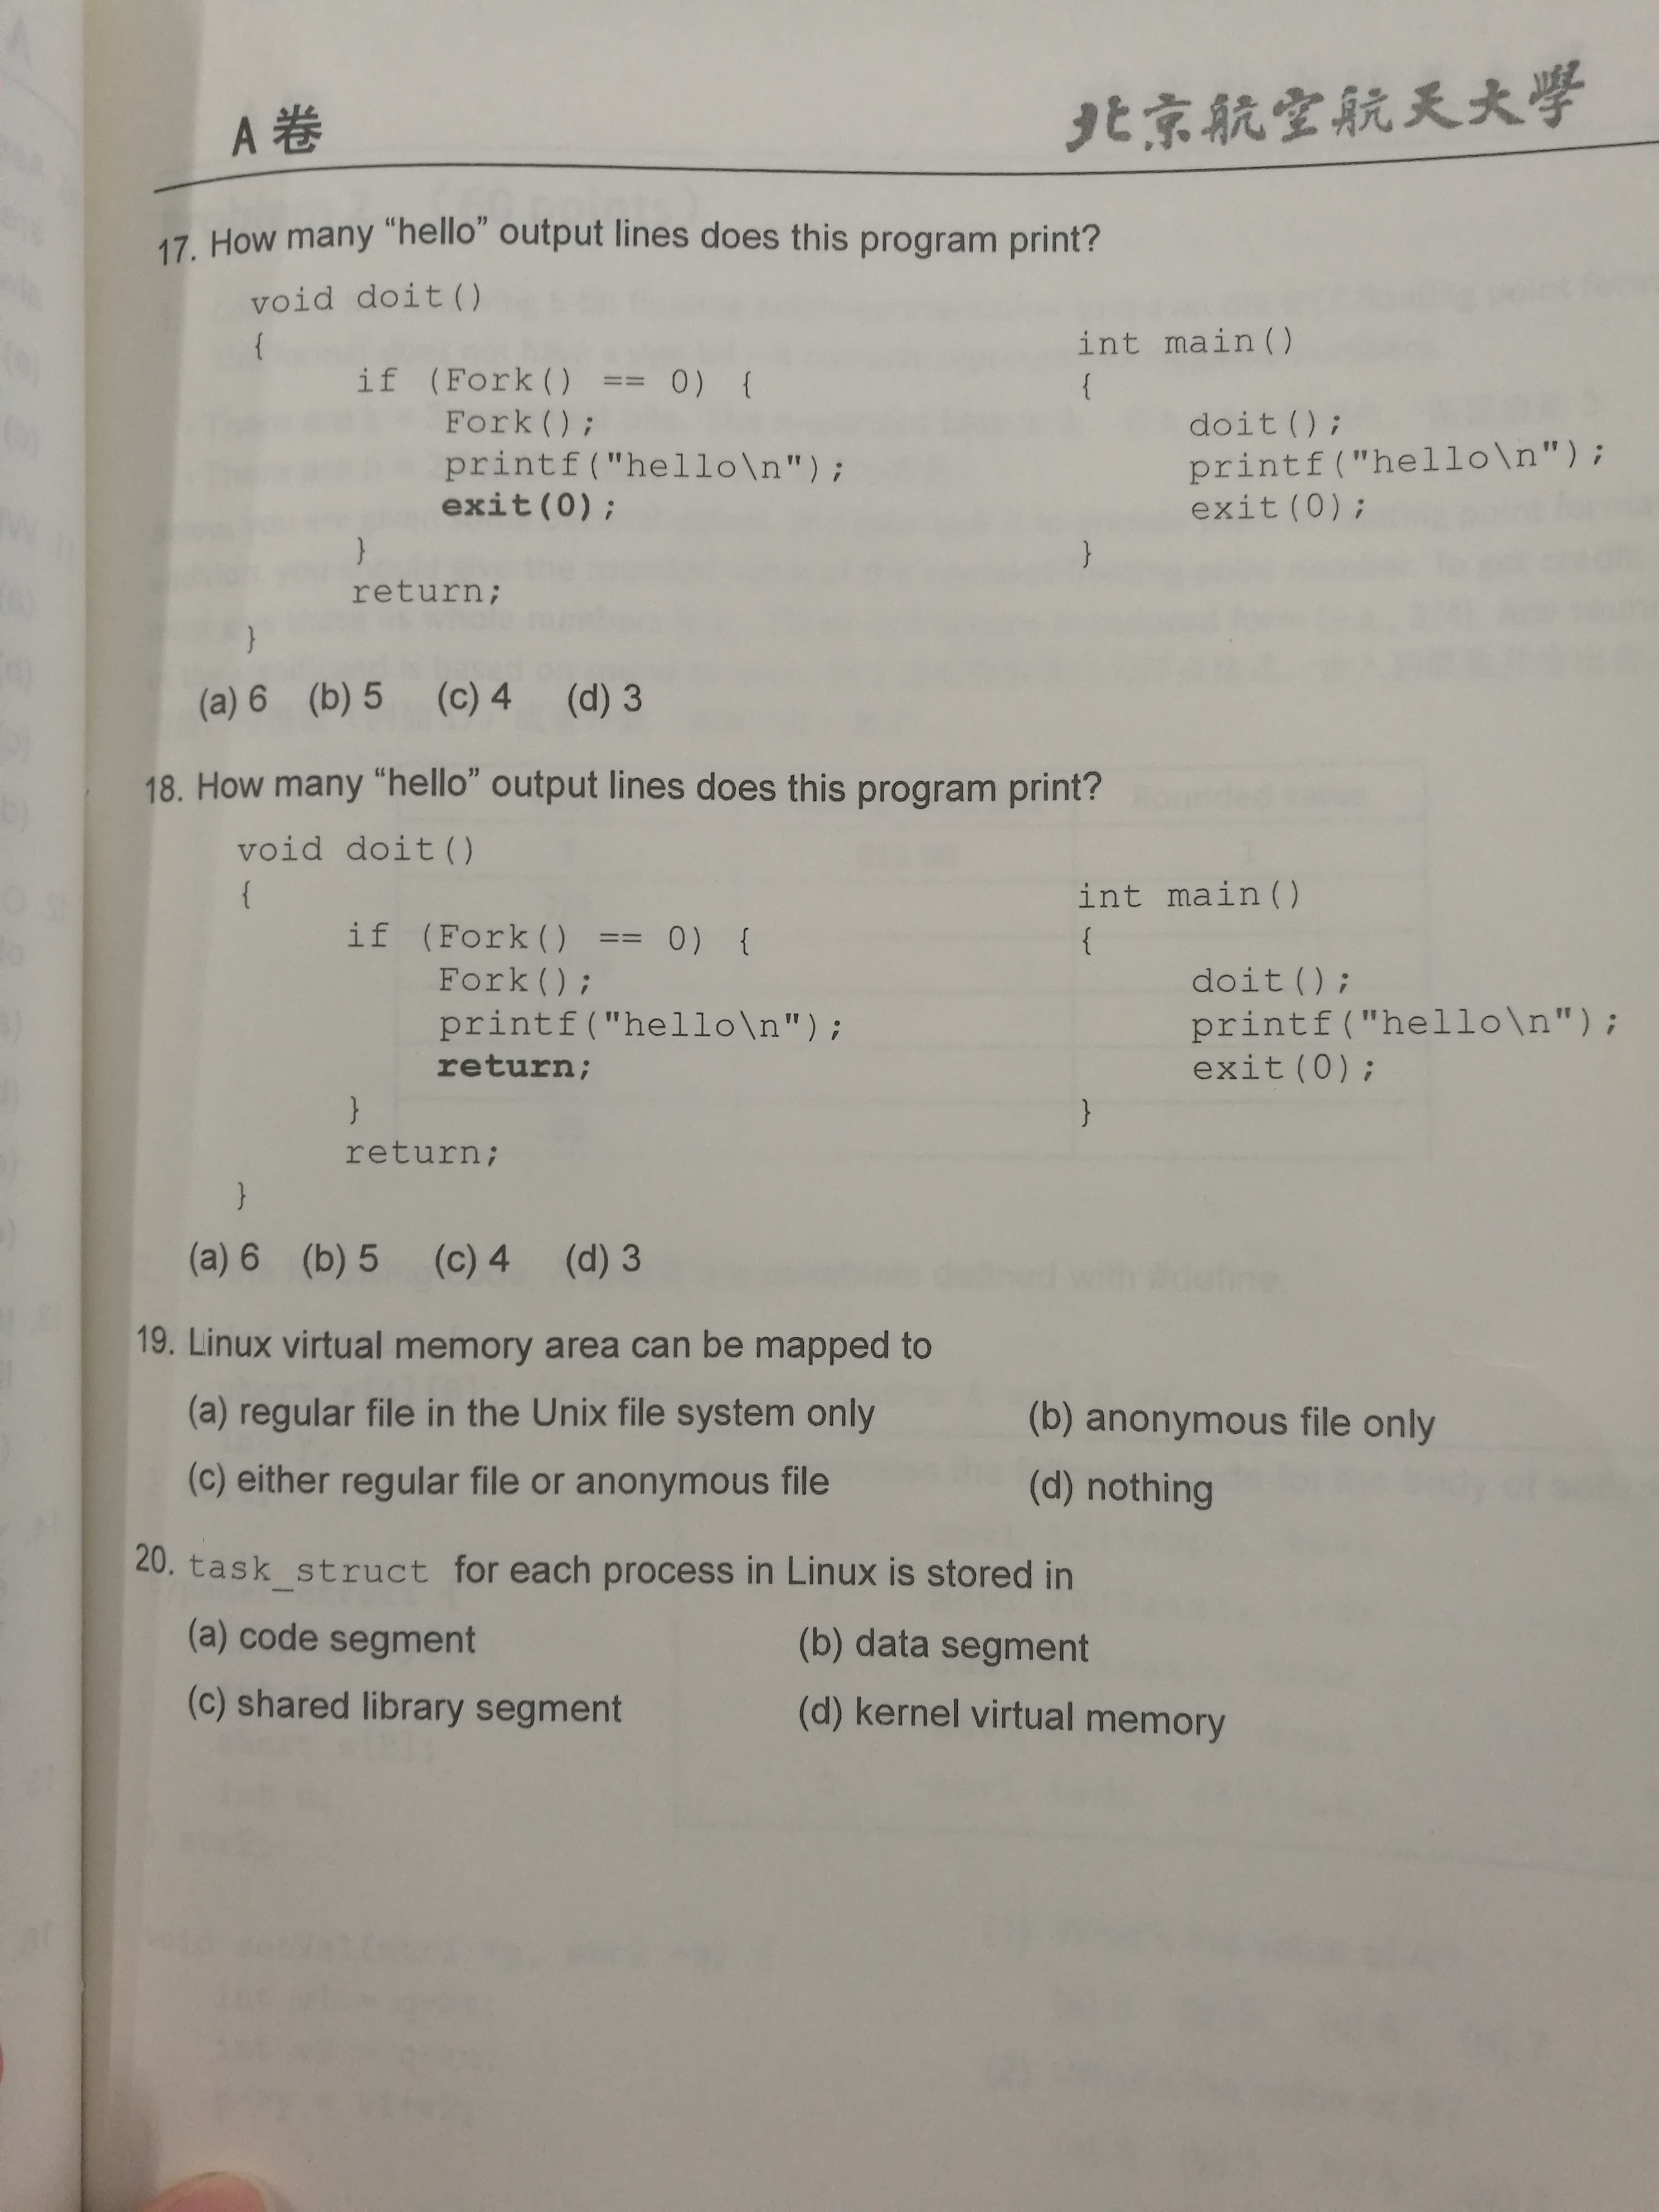 A 卷
北京航空航天大學
17. How many “hello” output lines does this program print?
void doit()
{
if (Fork() == 0) {
Fork();
printf("hello\n");
exit(0);
}
return;
}
int main()
{
doit();
printf("hello\n");
exit(0);
}
(a) 6 (b) 5 (c) 4 (d) 3
18. How many “hello” output lines does this program print?
void doit()
{
if (Fork() == 0) {
Fork();
printf("hello\n");
return;
}
return;
}
int main()
{
doit();
printf("hello\n");
exit(0);
}
(a) 6 (b) 5 (c) 4 (d) 3
19. Linux virtual memory area can be mapped to
(a) regular file in the Unix file system only (b) anonymous file only
(c) either regular file or anonymous file (d) nothing
20. task_struct for each process in Linux is stored in
(a) code segment (b) data segment
(c) shared library segment (d) kernel virtual memory